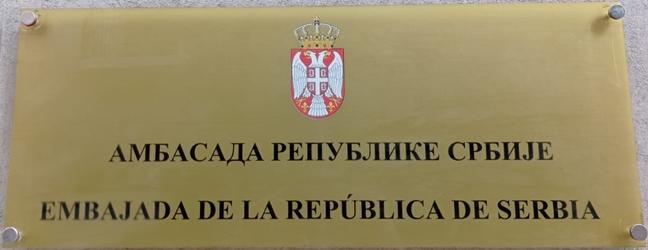 АМБАСАДА РЕПУБЛИКЕ СРБИЈЕ
EMBAJADA DE LA REPÚBLICA DE SERBIA